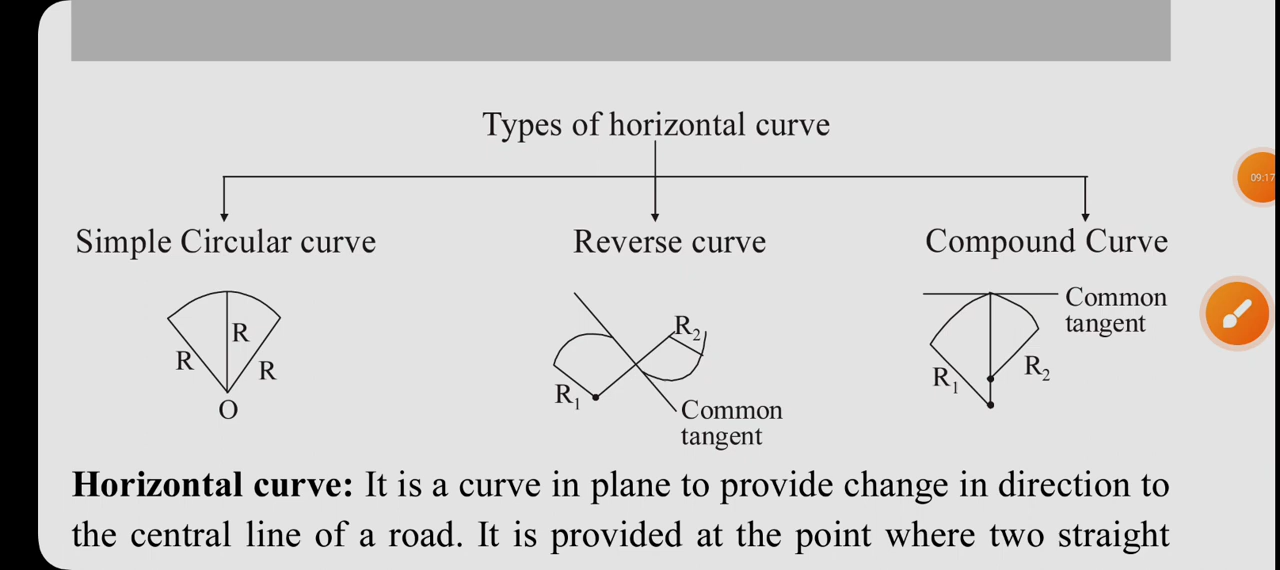 Types of horizontal curve
Simple Circular curve
Reverse curve
Compound Curve
R
R
R
O
R₁
R₂
Common
tangent
Common
tangent
R₁
R₂
09:17
Horizontal curve: It is a curve in plane to provide change in direction to
the central line of a road. It is provided at the point where two straight